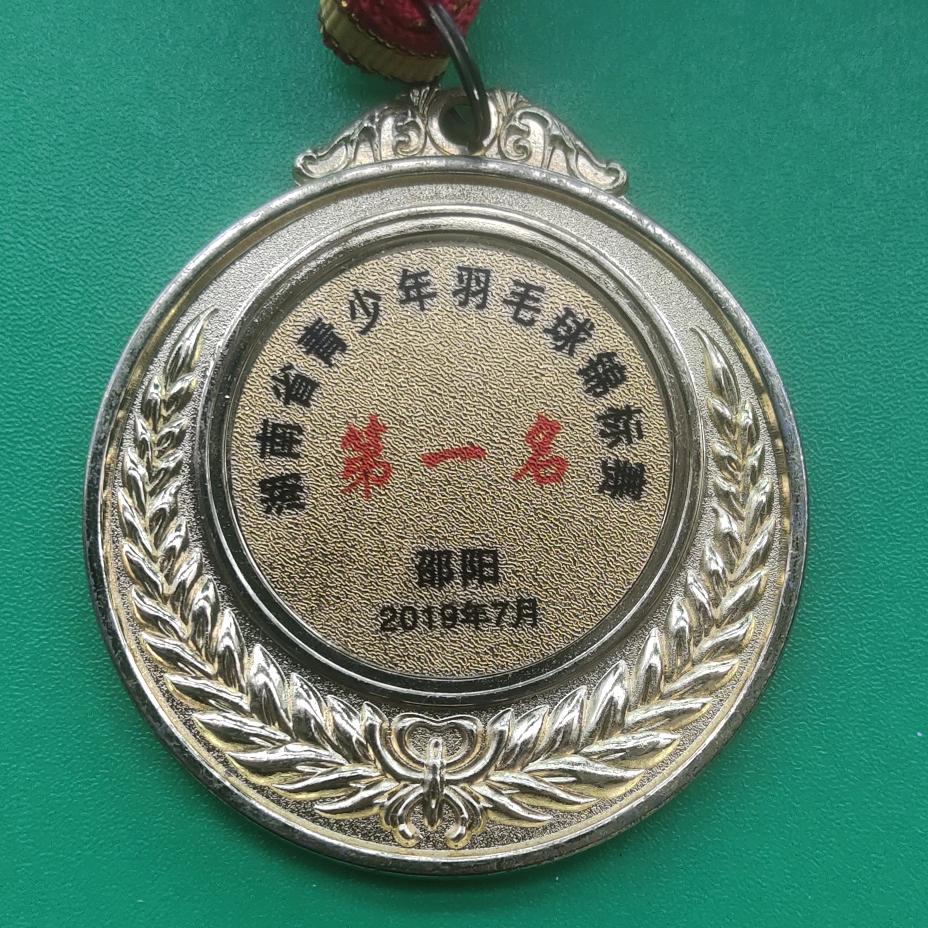 湖南省青少年羽毛球锦标赛
第一名
邵阳
2019年7月